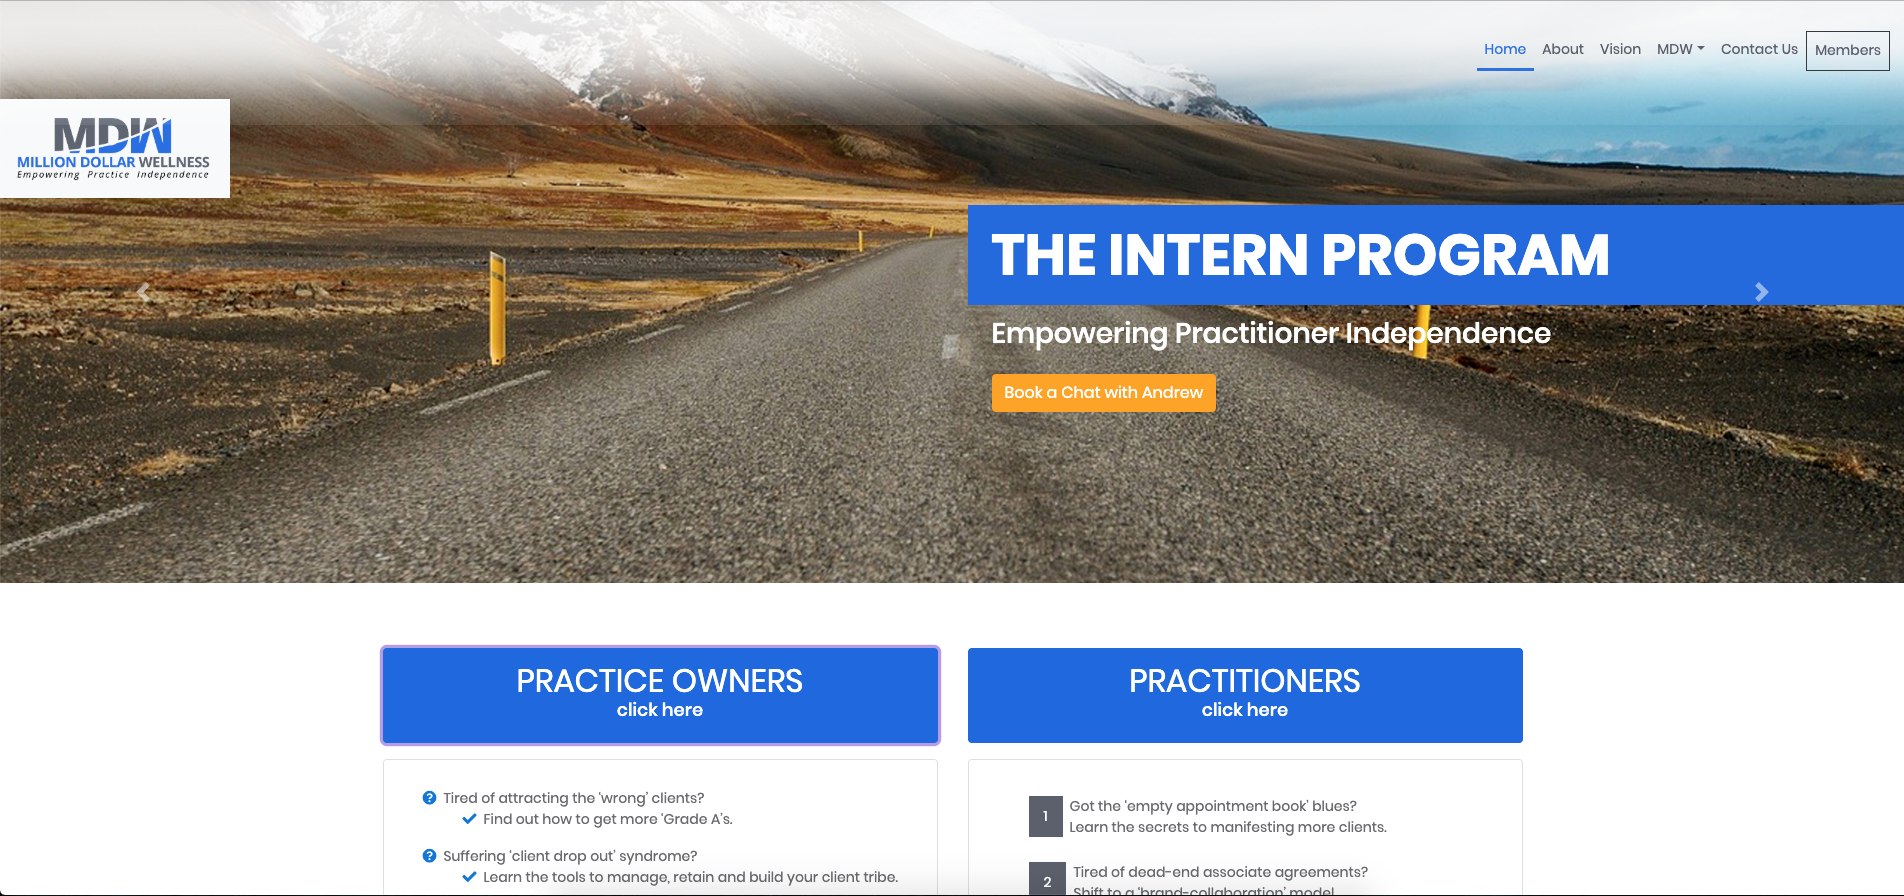 Home About Vision MDW Contact Us Members
MDW
MILLION DOLLAR WELLNESS
Empowering Practice Independence
THE INTERN PROGRAM
Empowering Practitioner Independence
Book a Chat with Andrew
PRACTICE OWNERS
click here
PRACTITIONERS
click here
Tired of attracting the ‘wrong’ clients?
Find out how to get more ‘Grade A’s.
Suffering ‘client drop out’ syndrome?
Learn the tools to manage, retain and build your client tribe.
1
Got the ‘empty appointment book’ blues?
Learn the secrets to manifesting more clients.
2
Tired of dead-end associate agreements?
Shift to a ‘brand-collaboration’ model